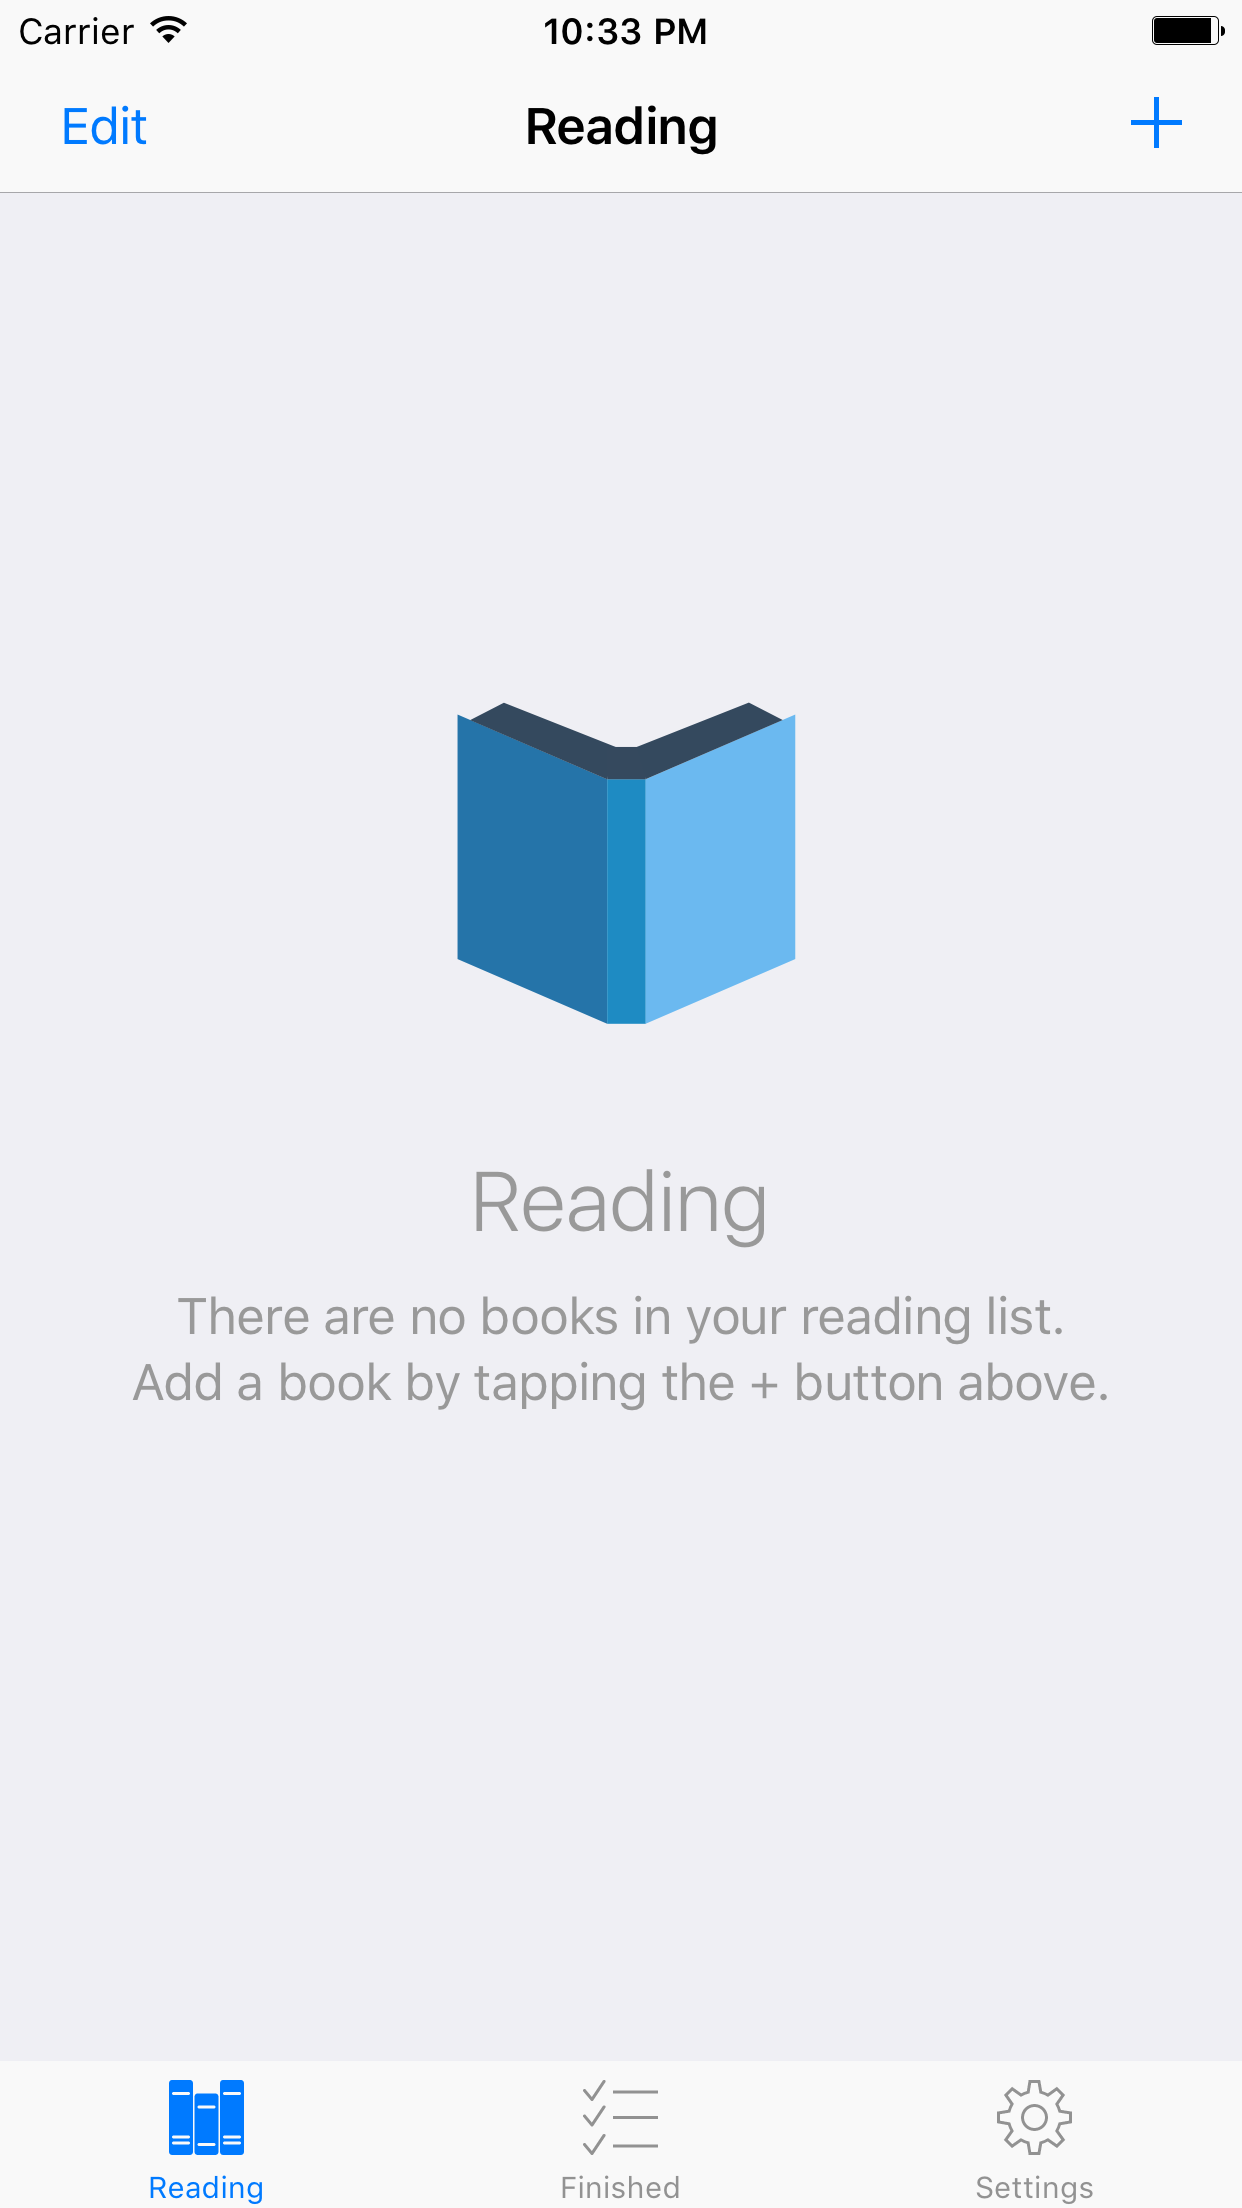 Carrier 10:33 PM
Edit Reading +
Reading
There are no books in your reading list.
Add a book by tapping the + button above.
Reading Finished Settings